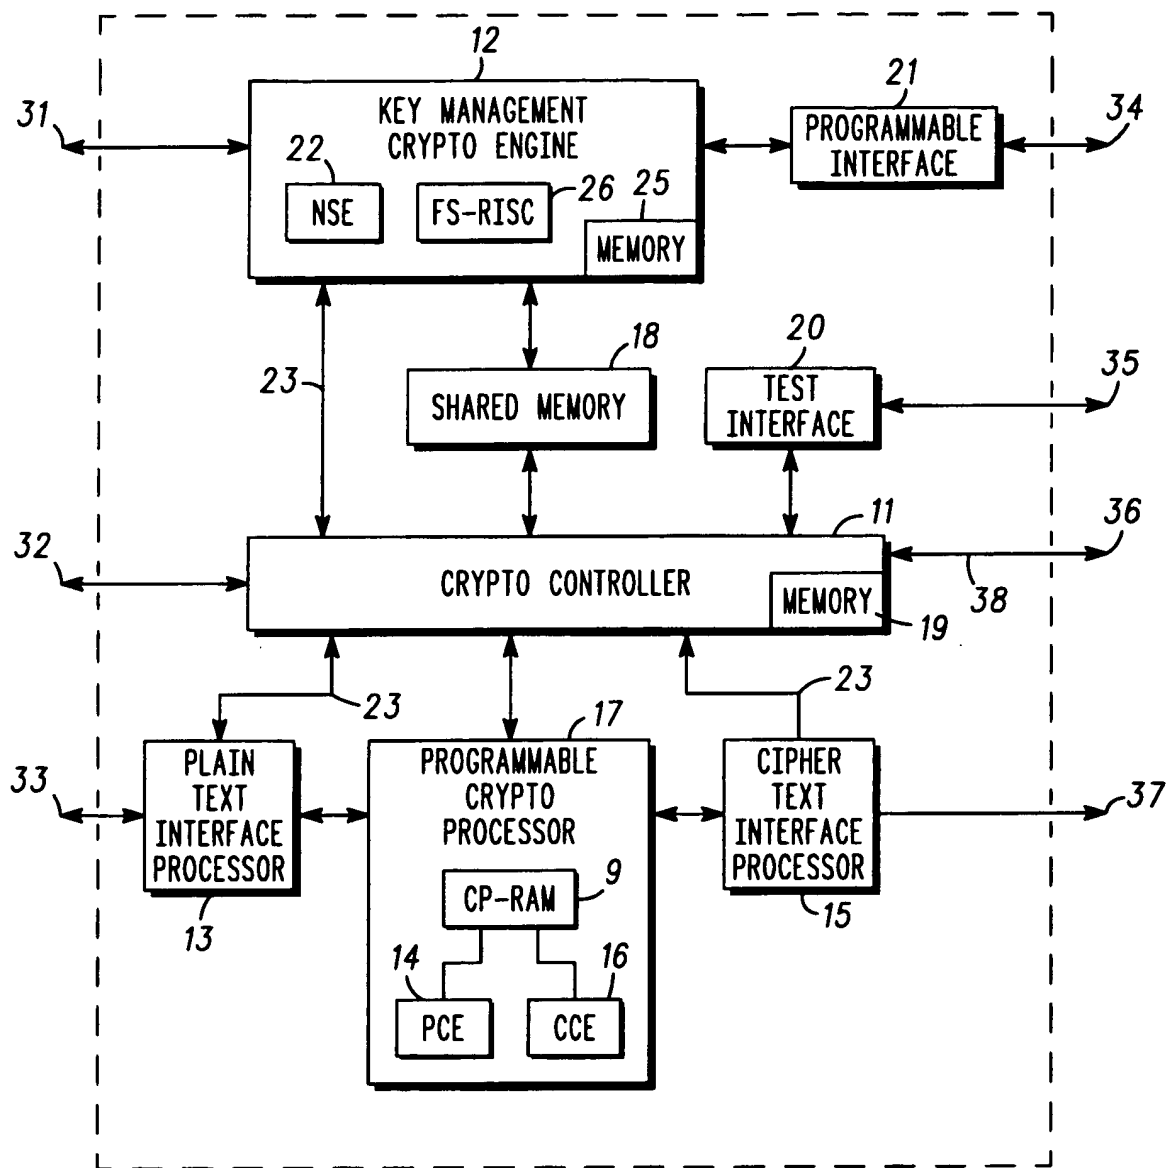 12
KEY MANAGEMENT
CRYPTO ENGINE
31
21
PROGRAMMABLE
INTERFACE
34
22
NSE
26
FS-RISC
25
MEMORY
23
18
SHARED MEMORY
20
TEST
INTERFACE
35
32
11
CRYPTO CONTROLLER
MEMORY
19
36
38
23
17
23
33
PLAIN
TEXT
INTERFACE
PROCESSOR
13
PROGRAMMABLE
CRYPTO
PROCESSOR
CIPHER
TEXT
INTERFACE
PROCESSOR
15
37
9
CP-RAM
14
PCE
16
CCE